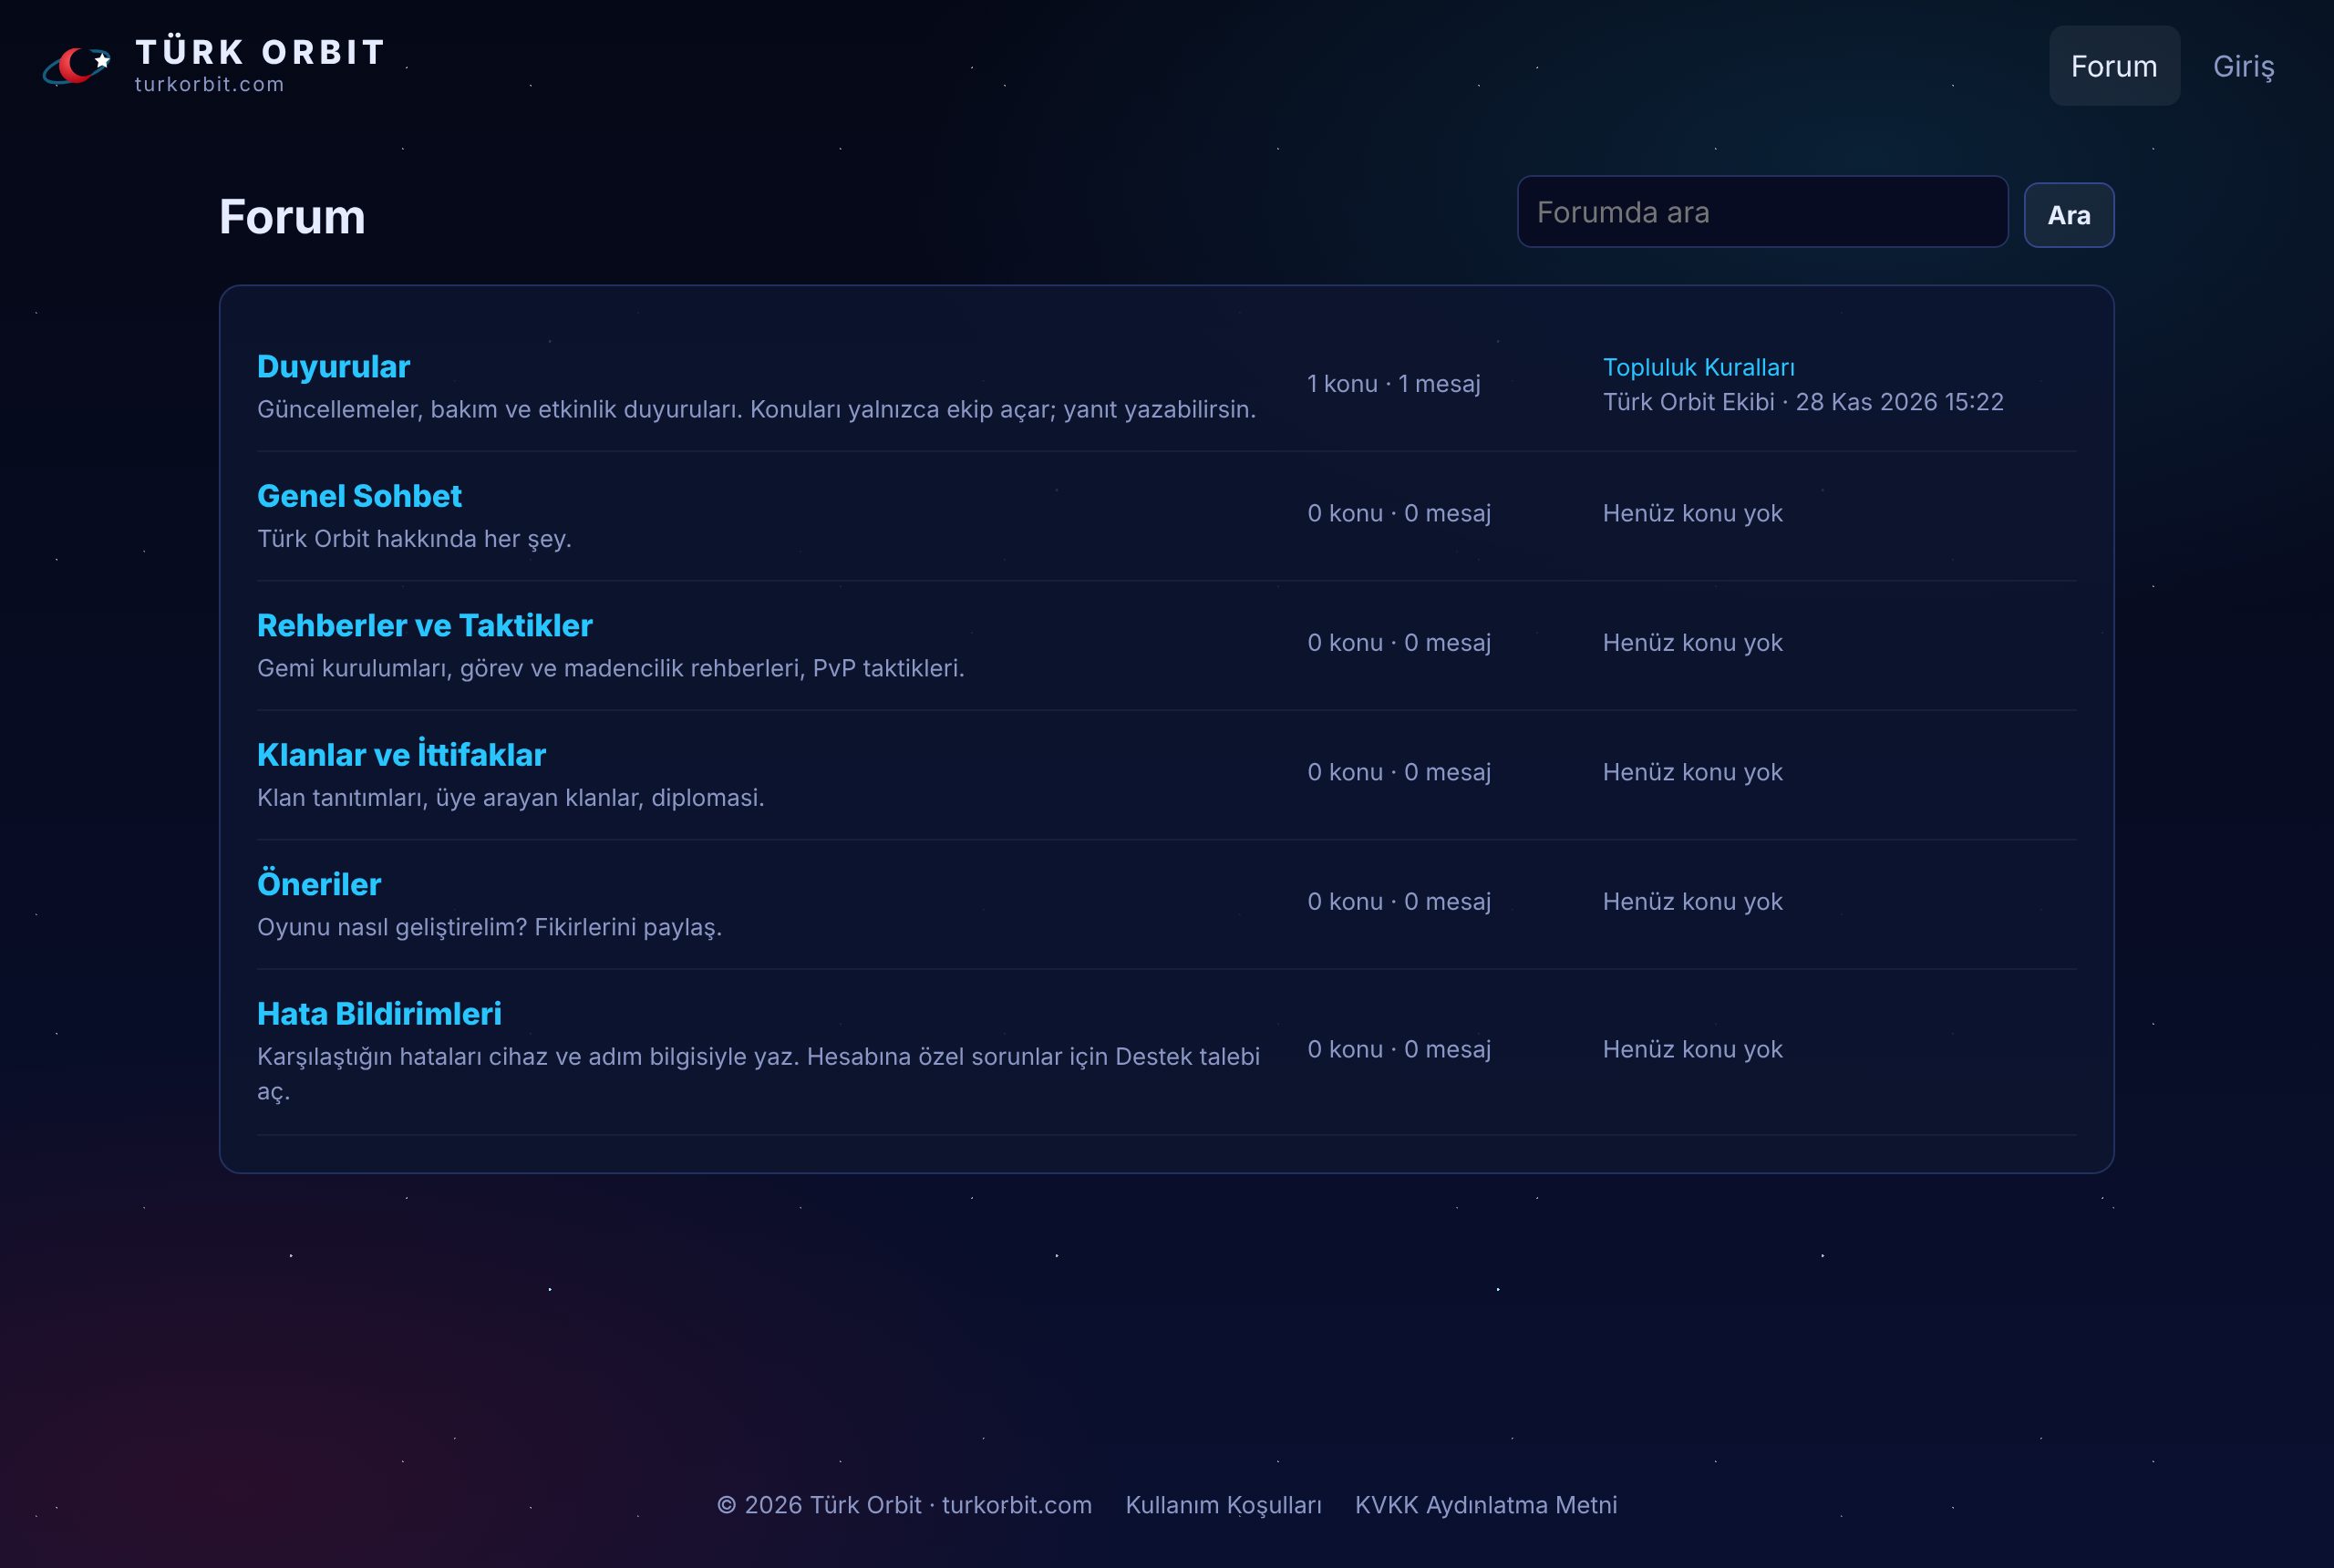 TÜRK ORBIT
turkorbit.com
Forum
Giriş
Forum
Forumda ara
Ara
Duyurular
Güncellemeler, bakım ve etkinlik duyuruları. Konuları yalnızca ekip açar; yanıt yazabilirsin.
1 konu · 1 mesaj
Topluluk Kuralları
Türk Orbit Ekibi · 28 Kas 2026 15:22
Genel Sohbet
Türk Orbit hakkında her şey.
0 konu · 0 mesaj
Henüz konu yok
Rehberler ve Taktikler
Gemi kurulumları, görev ve madencilik rehberleri, PvP taktikleri.
0 konu · 0 mesaj
Henüz konu yok
Klanlar ve İttifaklar
Klan tanıtımları, üye arayan klanlar, diplomasi.
0 konu · 0 mesaj
Henüz konu yok
Öneriler
Oyunu nasıl geliştirelim? Fikirlerini paylaş.
0 konu · 0 mesaj
Henüz konu yok
Hata Bildirimleri
Karşılaştığın hataları cihaz ve adım bilgisiyle yaz. Hesabına özel sorunlar için Destek talebi
aç.
0 konu · 0 mesaj
Henüz konu yok
© 2026 Türk Orbit · turkorbit.com Kullanım Koşulları KVKK Aydınlatma Metni